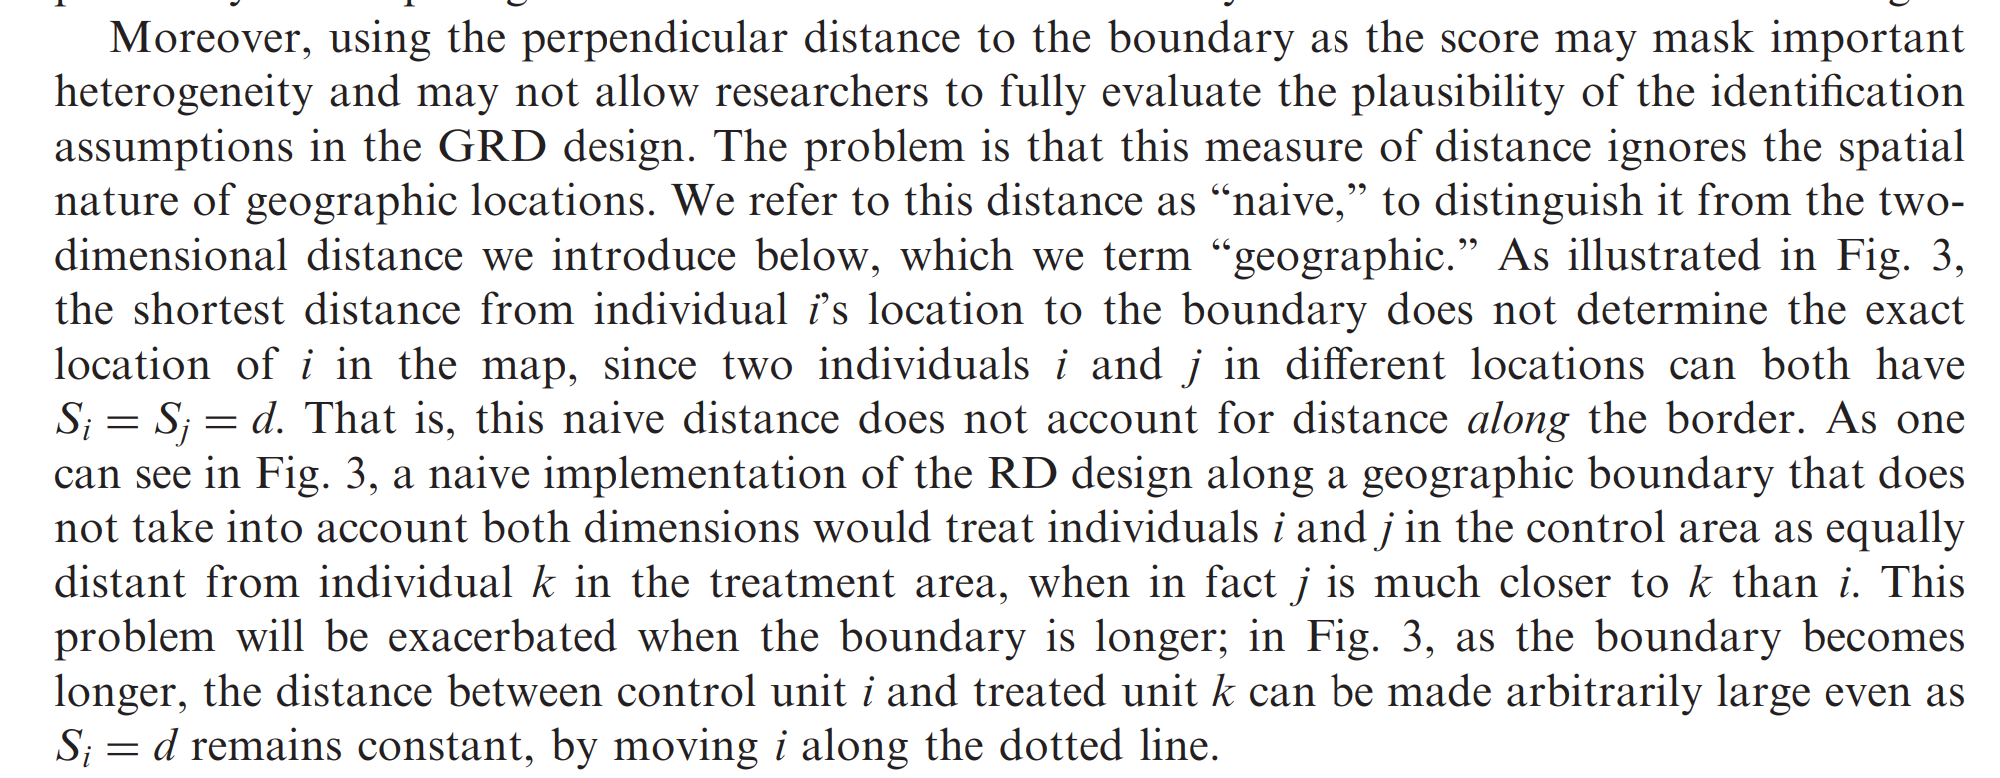 Moreover, using the perpendicular distance to the boundary as the score may mask important
heterogeneity and may not allow researchers to fully evaluate the plausibility of the identification
assumptions in the GRD design. The problem is that this measure of distance ignores the spatial
nature of geographic locations. We refer to this distance as “naive,” to distinguish it from the two-
dimensional distance we introduce below, which we term “geographic.” As illustrated in Fig. 3,
the shortest distance from individual i’s location to the boundary does not determine the exact
location of i in the map, since two individuals i and j in different locations can both have
S_i = S_j = d. That is, this naive distance does not account for distance along the border. As one
can see in Fig. 3, a naive implementation of the RD design along a geographic boundary that does
not take into account both dimensions would treat individuals i and j in the control area as equally
distant from individual k in the treatment area, when in fact j is much closer to k than i. This
problem will be exacerbated when the boundary is longer; in Fig. 3, as the boundary becomes
longer, the distance between control unit i and treated unit k can be made arbitrarily large even as
S_i = d remains constant, by moving i along the dotted line.